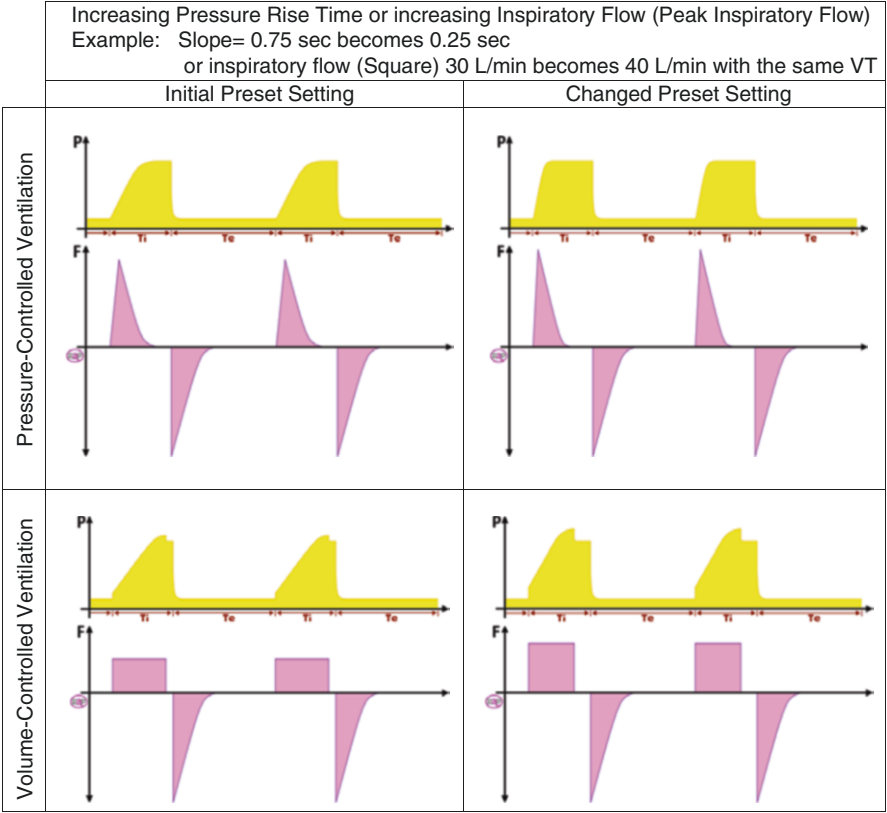 Increasing Pressure Rise Time or increasing Inspiratory Flow (Peak Inspiratory Flow)
Example: Slope= 0.75 sec becomes 0.25 sec
or inspiratory flow (Square) 30 L/min becomes 40 L/min with the same VT
Initial Preset Setting
Changed Preset Setting
Pressure-Controlled Ventilation
P
Ti Te Ti Te
F
P
Ti Te Ti Te
F
Volume-Controlled Ventilation
P
Ti Te Ti Te
F
P
Ti Te Ti Te
F